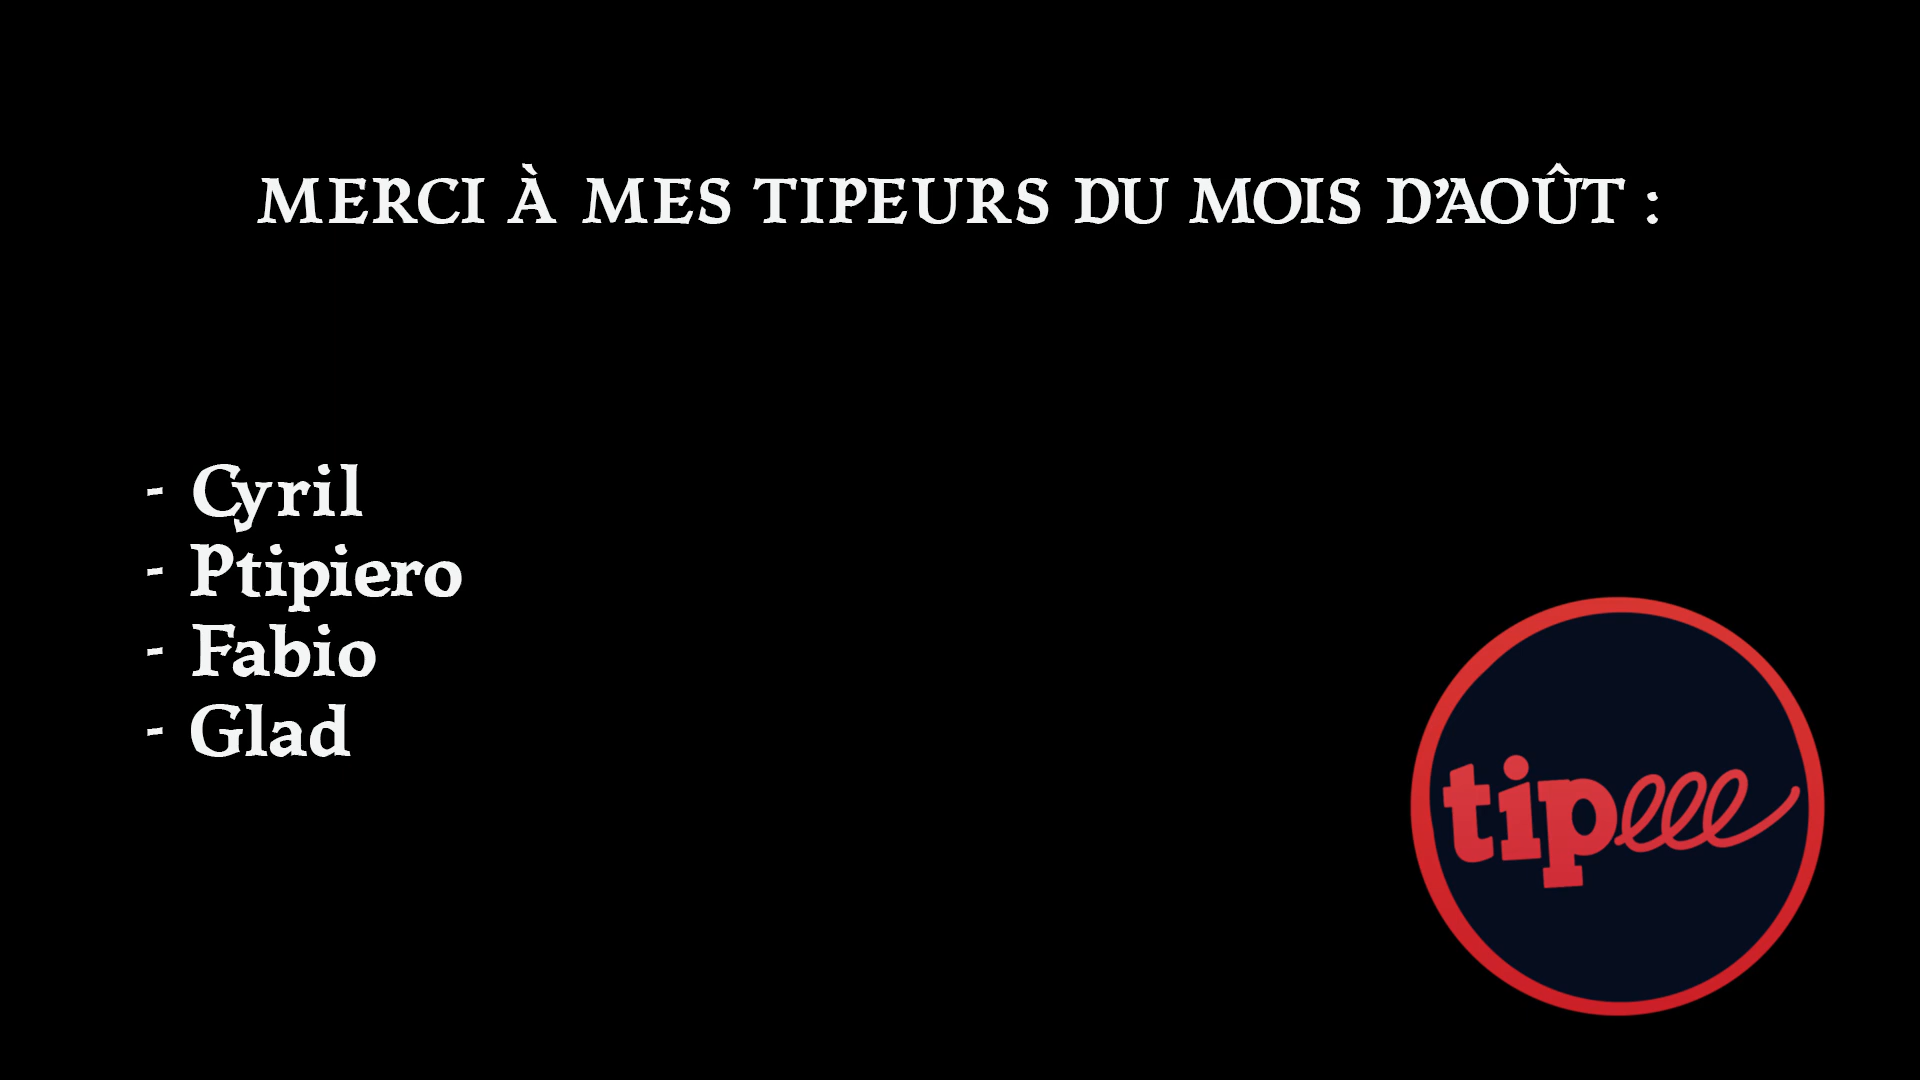 MERCI À MES TIPEURS DU MOIS D’AOÛT :
- Cyril
- Ptipiero
- Fabio
- Glad
tipeee